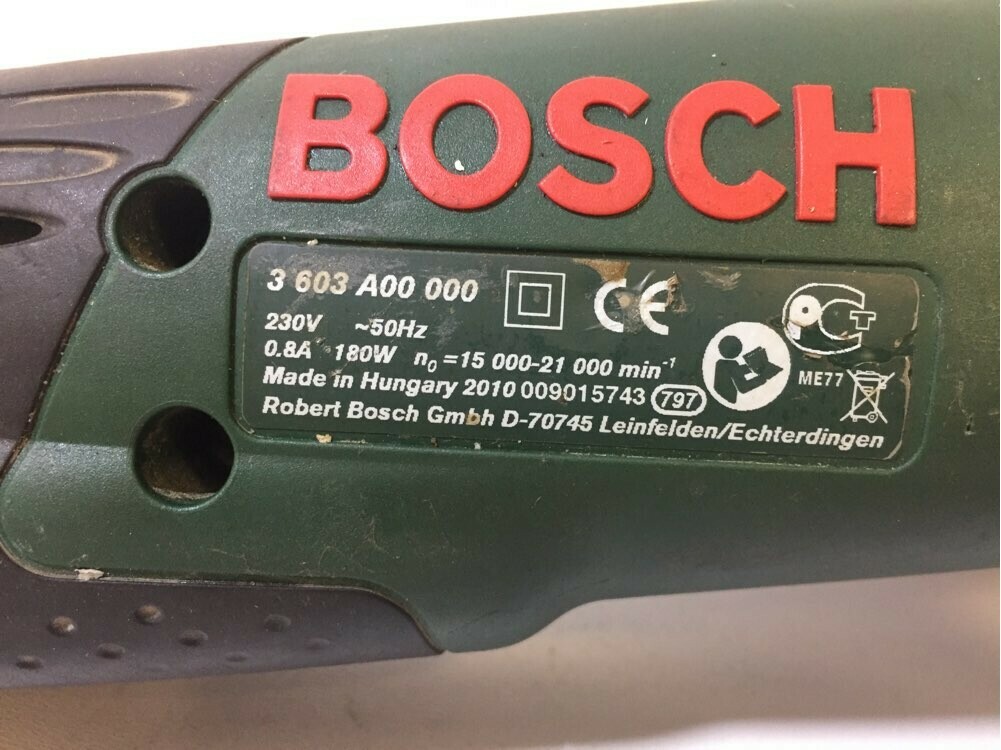 BOSCH
3 603 A00 000 CE
230V ~50Hz
0.8A 180W n₀ =15 000-21 000 min⁻¹
Made in Hungary 2010 009015743 797
ME77
Robert Bosch Gmbh D-70745 Leinfelden/Echterdingen